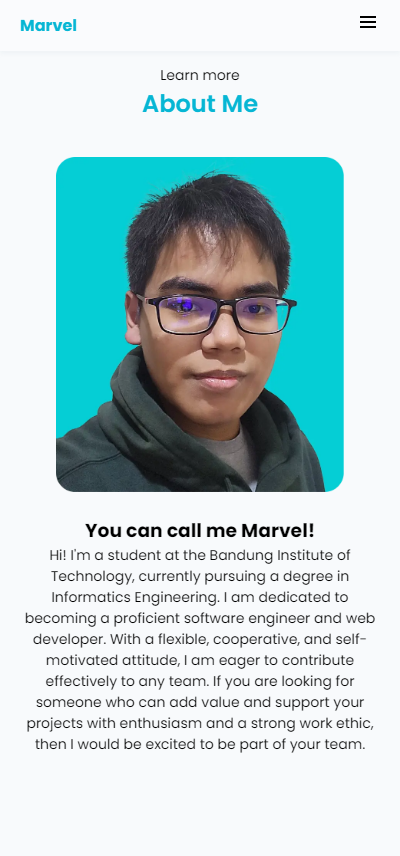 Marvel
Learn more
About Me
You can call me Marvel!
Hi! I'm a student at the Bandung Institute of
Technology, currently pursuing a degree in
Informatics Engineering. I am dedicated to
becoming a proficient software engineer and web
developer. With a flexible, cooperative, and self-
motivated attitude, I am eager to contribute
effectively to any team. If you are looking for
someone who can add value and support your
projects with enthusiasm and a strong work ethic,
then I would be excited to be part of your team.